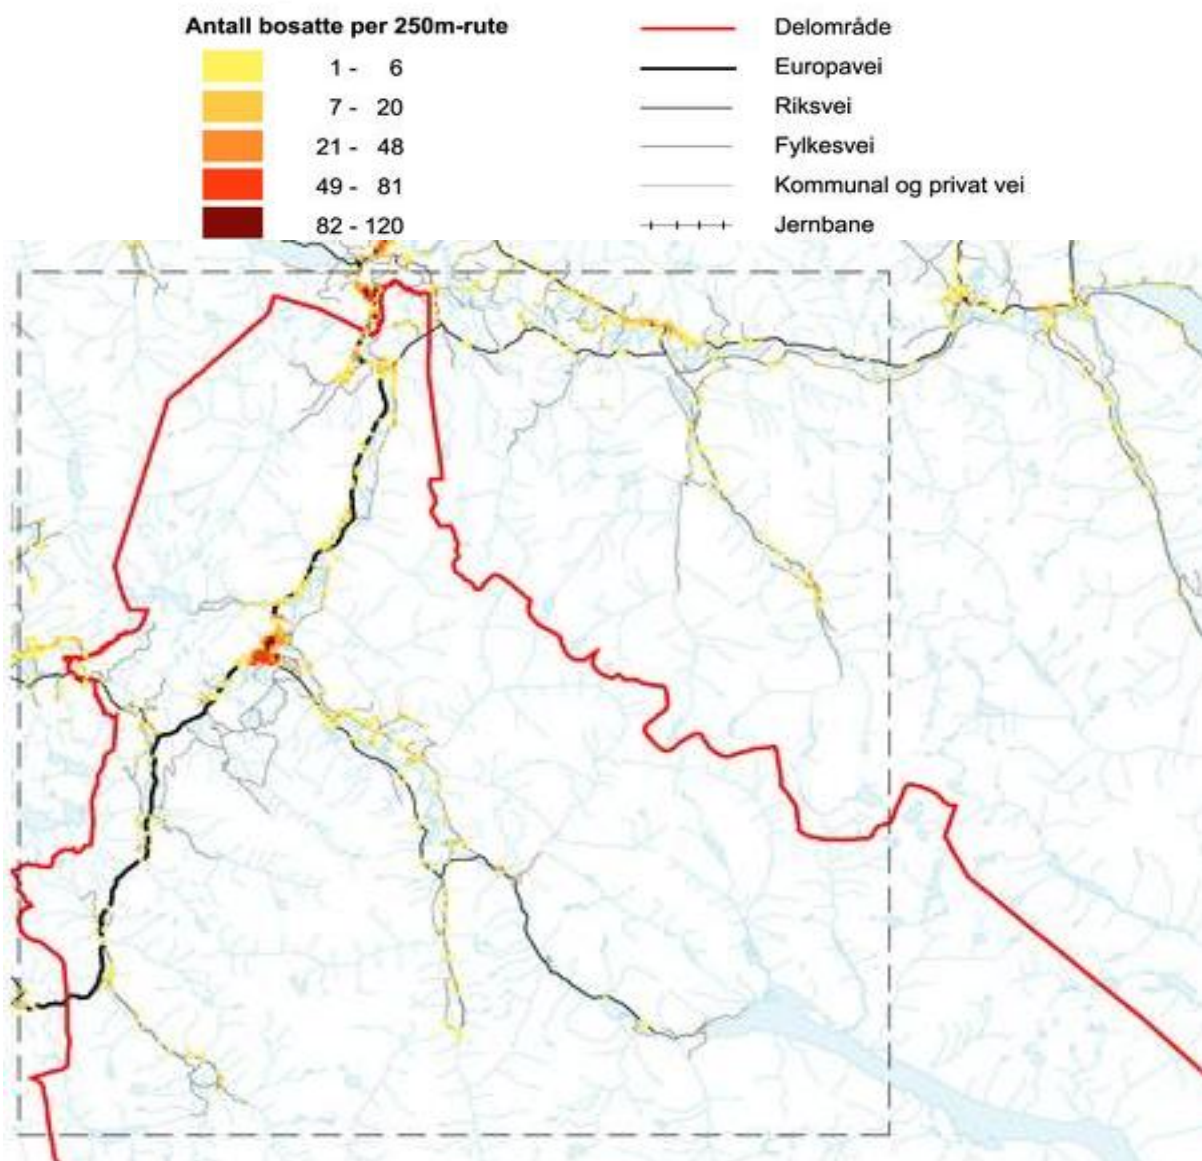 Antall bosatte per 250m-rute
1 - 6
7 - 20
21 - 48
49 - 81
82 - 120
Delområde
Europavei
Riksvei
Fylkesvei
Kommunal og privat vei
Jernbane